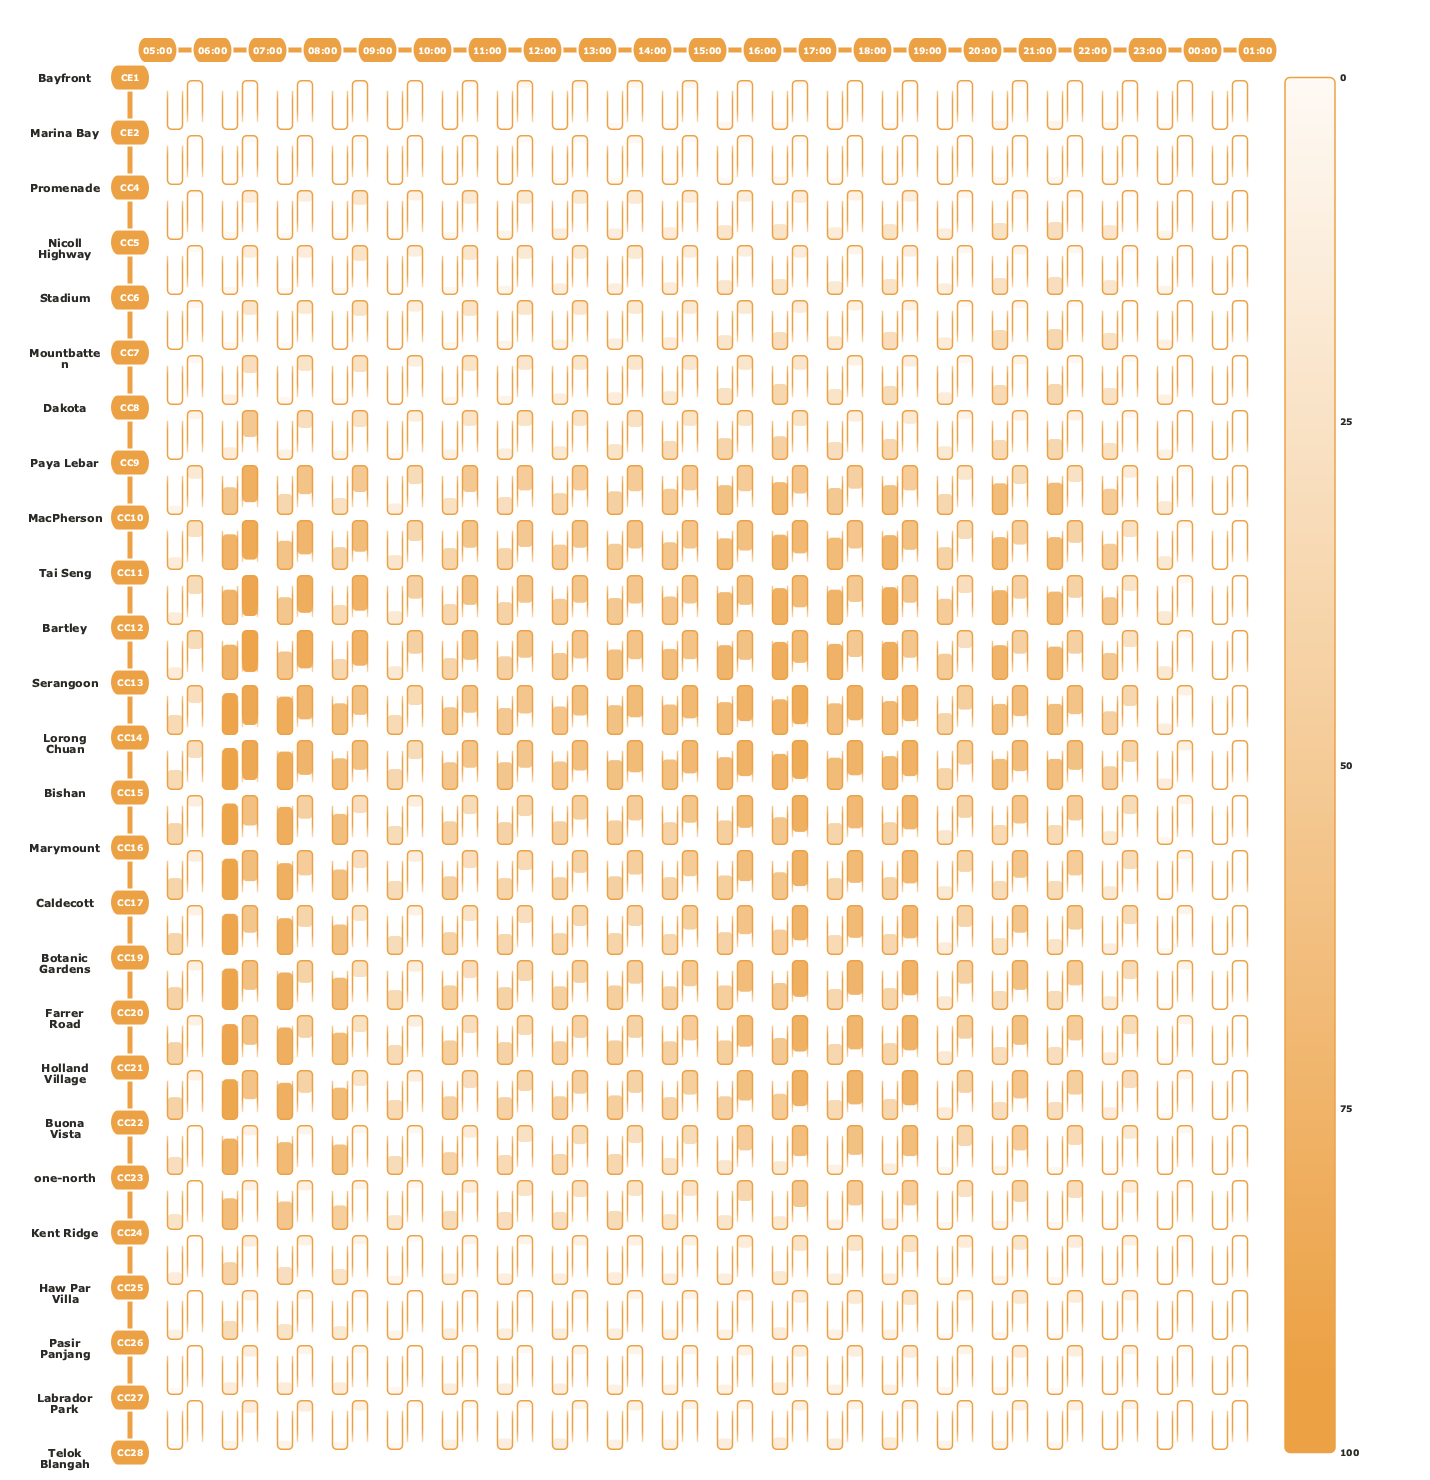 05:00 06:00 07:00 08:00 09:00 10:00 11:00 12:00 13:00 14:00 15:00 16:00 17:00 18:00 19:00 20:00 21:00 22:00 23:00 00:00 01:00
Bayfront CE1 0
Marina Bay CE2
Promenade CC4
Nicoll
Highway CC5
Stadium CC6
Mountbatte
n CC7
Dakota CC8
25
Paya Lebar CC9
MacPherson CC10
Tai Seng CC11
Bartley CC12
Serangoon CC13
Lorong
Chuan CC14
50
Bishan CC15
Marymount CC16
Caldecott CC17
Botanic
Gardens CC19
Farrer
Road CC20
Holland
Village CC21
75
Buona
Vista CC22
one-north CC23
Kent Ridge CC24
Haw Par
Villa CC25
Pasir
Panjang CC26
Labrador
Park CC27
Telok
Blangah CC28
100